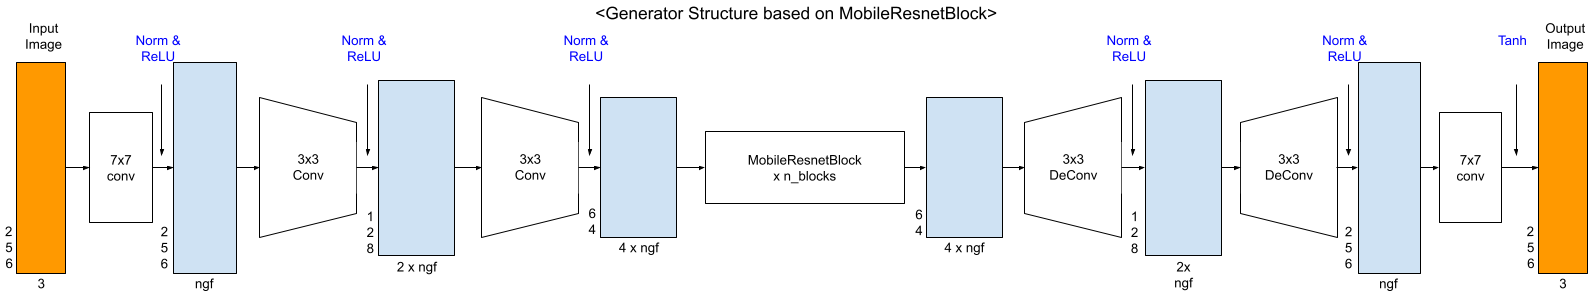 <Generator Structure based on MobileResnetBlock>
Input
Image
Norm &
ReLU
Norm &
ReLU
Norm &
ReLU
Norm &
ReLU
Norm &
ReLU
Tanh
Output
Image
7x7
conv
3x3
Conv
3x3
Conv
MobileResnetBlock
x n_blocks
3x3
DeConv
3x3
DeConv
7x7
conv
256
256
128
64
64
128
256
256
3
ngf
2 x ngf
4 x ngf
4 x ngf
2x
ngf
ngf
3